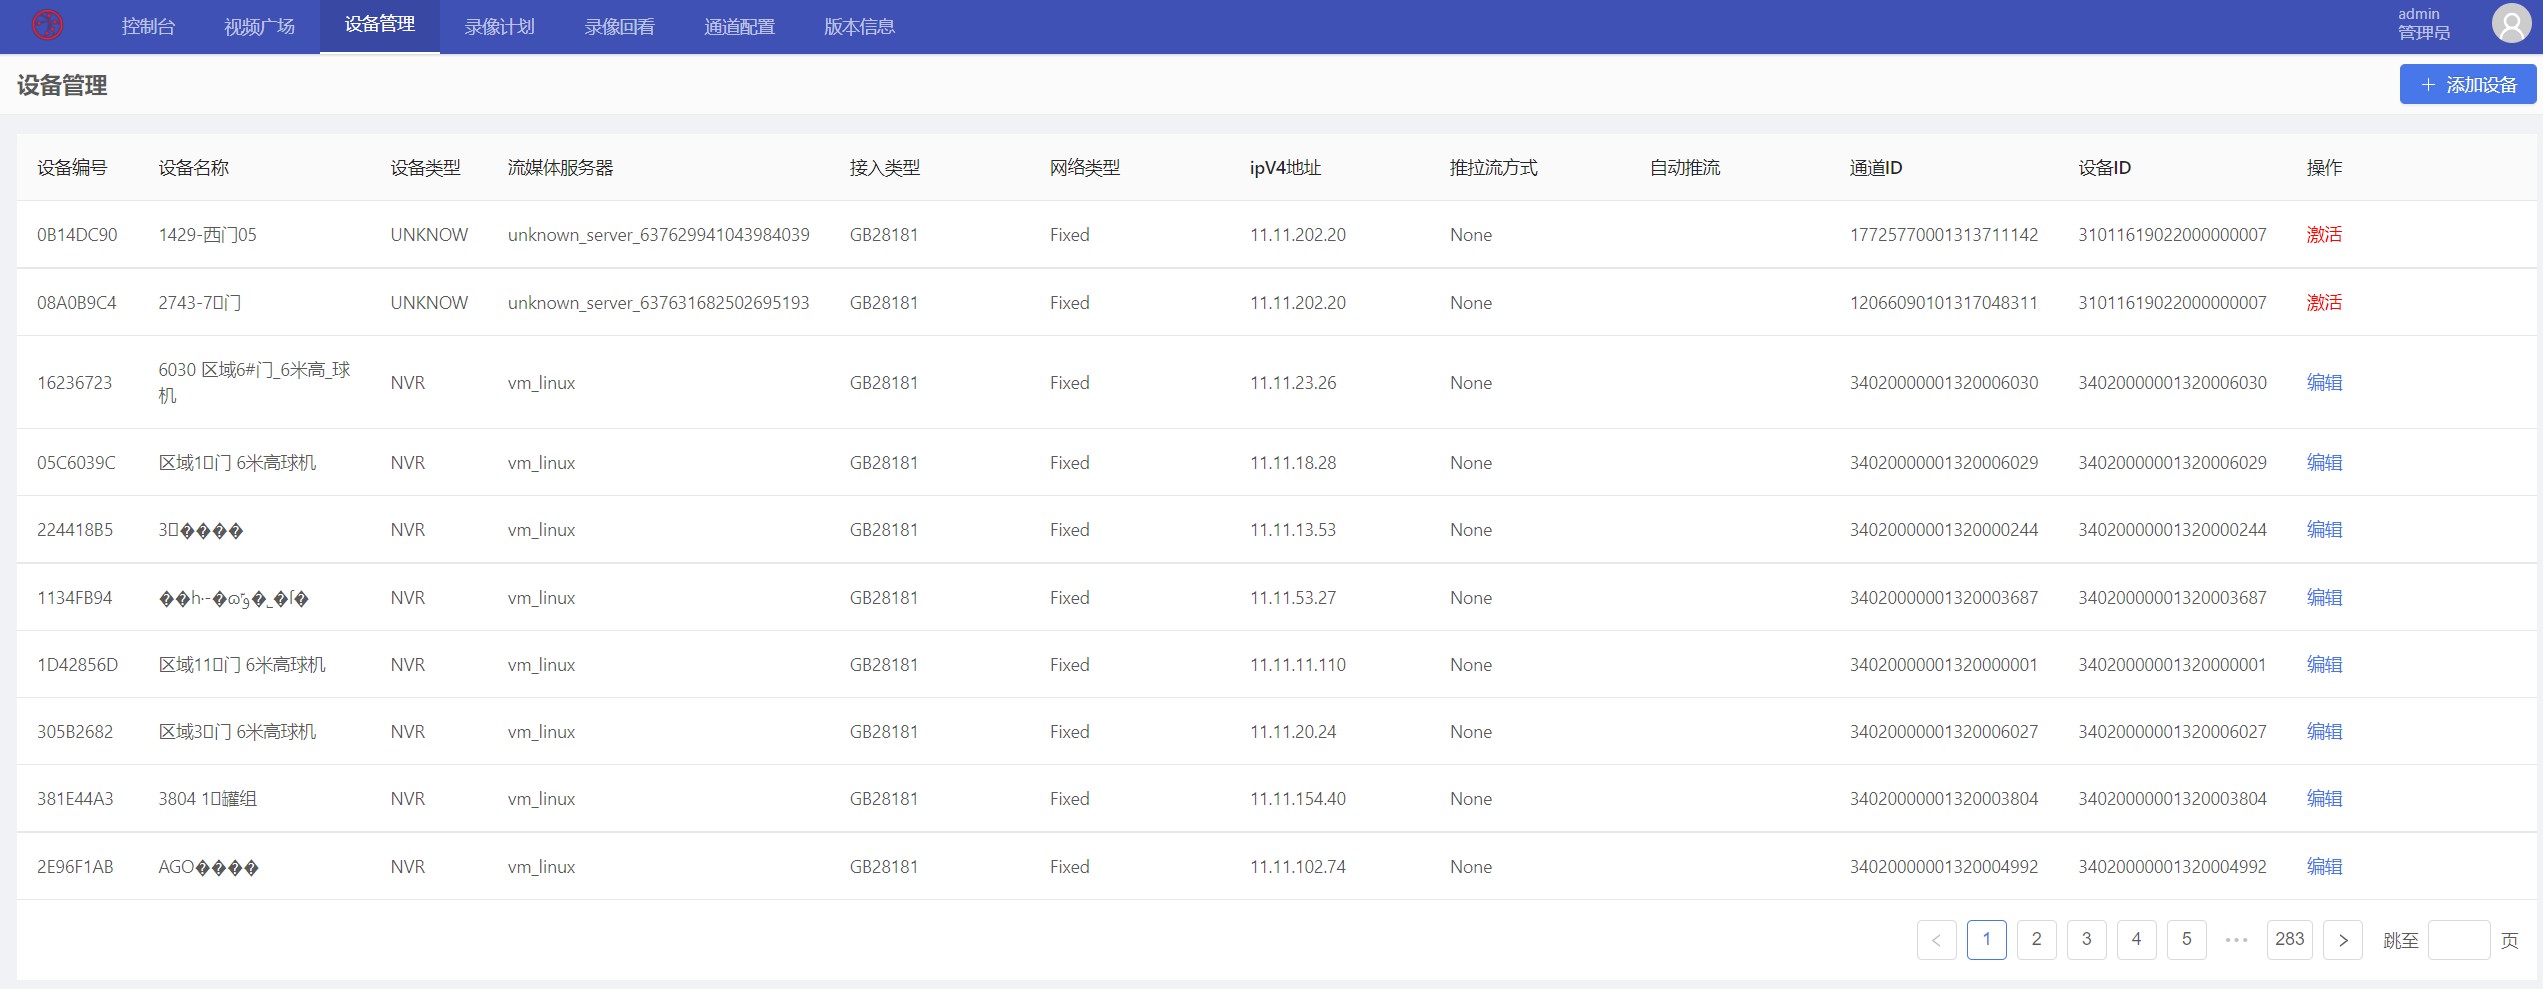 控制台 视频广场 设备管理 录像计划 录像回看 通道配置 版本信息 admin
管理员
设备管理 + 添加设备
设备编号 设备名称 设备类型 流媒体服务器 接入类型 网络类型 ipV4地址 推拉流方式 自动推流 通道ID 设备ID 操作
0B14DC90 1429-西门05 UNKNOW unknown_server_637629941043984039 GB28181 Fixed 11.11.202.20 None 17725770001313711142 31011619022000000007 激活
08A0B9C4 2743-7门 UNKNOW unknown_server_637631682502695193 GB28181 Fixed 11.11.202.20 None 12066090101317048311 31011619022000000007 激活
16236723 6030 区域6#门_6米高_球机 NVR vm_linux GB28181 Fixed 11.11.23.26 None 34020000001320006030 34020000001320006030 编辑
05C6039C 区域1门 6米高球机 NVR vm_linux GB28181 Fixed 11.11.18.28 None 34020000001320006029 34020000001320006029 编辑
224418B5 3���� NVR vm_linux GB28181 Fixed 11.11.13.53 None 34020000001320000244 34020000001320000244 编辑
1134FB94 NVR vm_linux GB28181 Fixed 11.11.53.27 None 34020000001320003687 34020000001320003687 编辑
1D42856D 区域11门 6米高球机 NVR vm_linux GB28181 Fixed 11.11.11.110 None 34020000001320000001 34020000001320000001 编辑
305B2682 区域3门 6米高球机 NVR vm_linux GB28181 Fixed 11.11.20.24 None 34020000001320006027 34020000001320006027 编辑
381E44A3 3804 1罐组 NVR vm_linux GB28181 Fixed 11.11.154.40 None 34020000001320003804 34020000001320003804 编辑
2E96F1AB AGO���� NVR vm_linux GB28181 Fixed 11.11.102.74 None 34020000001320004992 34020000001320004992 编辑
< 1 2 3 4 5 ••• 283 > 跳至 页